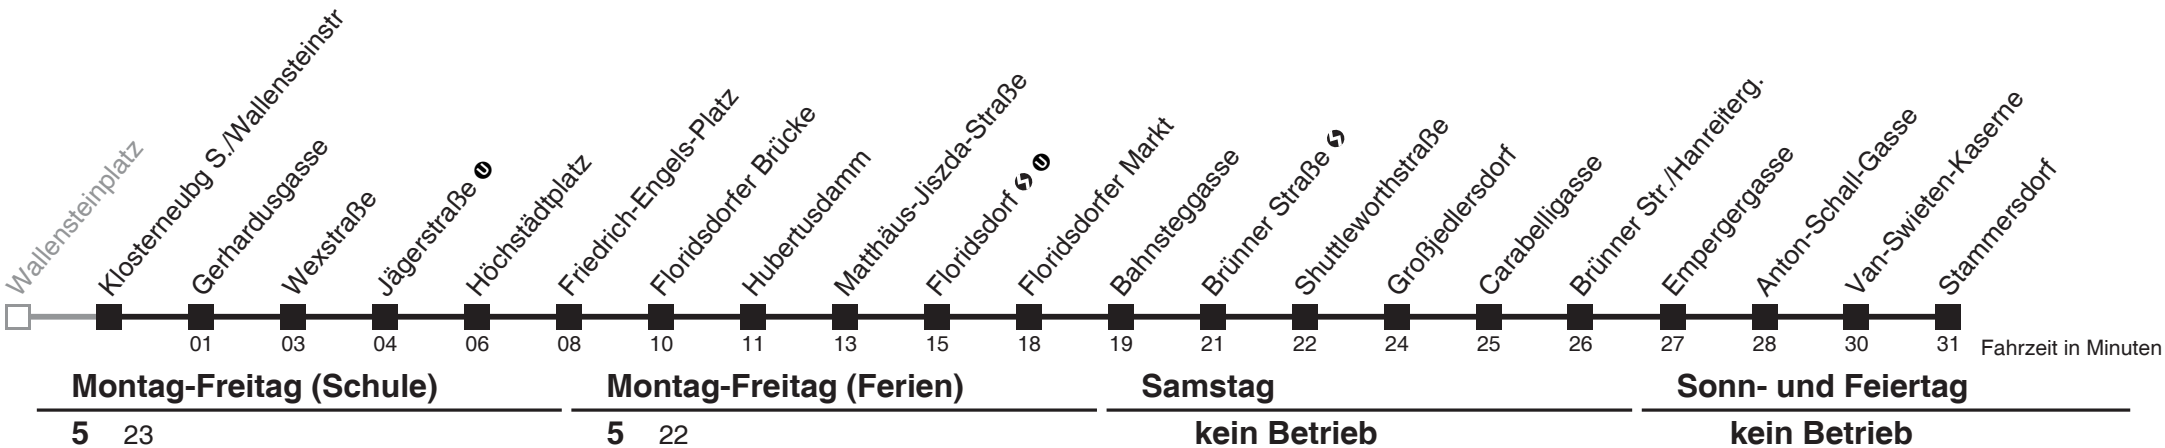 Wallensteinplatz
Klosterneubg S./Wallensteinstr
Gerhardusgasse
Wexstraße
Jägerstraße U
Höchstädtplatz
Friedrich-Engels-Platz
Floridsdorfer Brücke
Hubertusdamm
Matthäus-Jiszda-Straße
Floridsdorf U
Floridsdorfer Markt
Bahnsteggasse
Brünner Straße
Shuttleworthstraße
Großjedlersdorf
Carabelligasse
Brünner Str./Hanreiterg.
Empergergasse
Anton-Schall-Gasse
Van-Swieten-Kaserne
Stammersdorf
01 03 04 06 08 10 11 13 15 18 19 21 22 24 25 26 27 28 30 31 Fahrzeit in Minuten
Montag-Freitag (Schule) Montag-Freitag (Ferien) Samstag Sonn- und Feiertag
5 23 5 22 kein Betrieb kein Betrieb